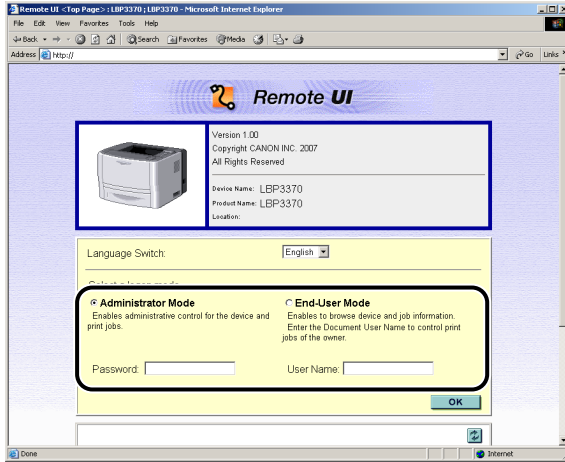 Remote UI <Top Page> : LBP3370 ; LBP3370 - Microsoft Internet Explorer
File Edit View Favorites Tools Help
Back Search Favorites Media
Address http:// Go Links »
Remote UI
Version 1.00
Copyright CANON INC. 2007
All Rights Reserved
Device Name: LBP3370
Product Name: LBP3370
Location:
Language Switch: English
Select a logon mode
Administrator Mode
Enables administrative control for the device and
print jobs.
Password:
End-User Mode
Enables to browse device and job information.
Enter the Document User Name to control print
jobs of the owner.
User Name:
OK
Done Internet